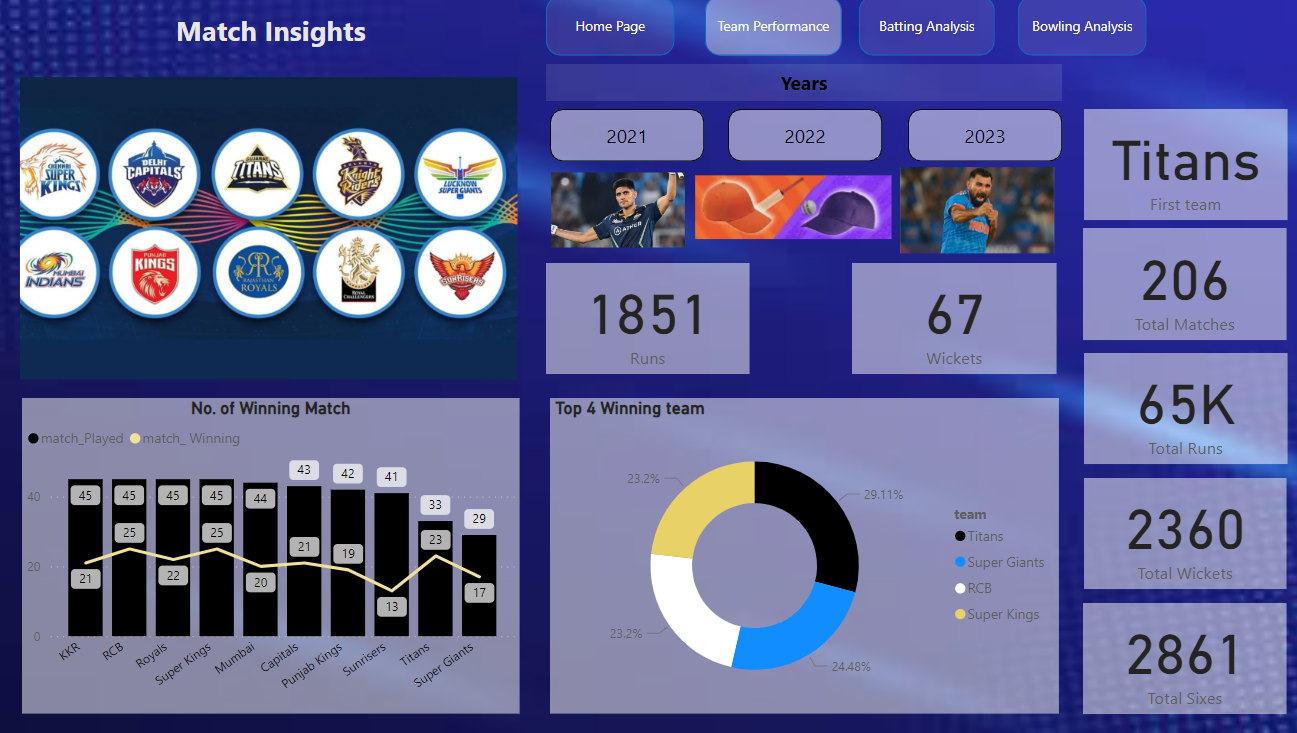 Match Insights
Home Page
Team Performance
Batting Analysis
Bowling Analysis
Years
2021
2022
2023
CHENNAI
SUPER
KINGS
DELHI
CAPITALS
GUJARAT
TITANS
Knight
Riders
LUCKNOW
SUPER GIANTS
MUMBAI
INDIANS
PUNJAB
KINGS
RR
RAJASTHAN
ROYALS
ROYAL
CHALLENGERS
SUNRISERS
ATHER
INDIA
1851
Runs
67
Wickets
Titans
First team
206
Total Matches
65K
Total Runs
2360
Total Wickets
2861
Total Sixes
No. of Winning Match
match_Played
match_ Winning
40
20
0
45
45
45
45
44
43
42
41
33
29
21
25
22
25
20
21
19
13
23
17
KKR
RCB
Royals
Super Kings
Mumbai
Capitals
Punjab Kings
Sunrisers
Titans
Super Giants
Top 4 Winning team
23.2%
29.11%
23.2%
24.48%
team
Titans
Super Giants
RCB
Super Kings